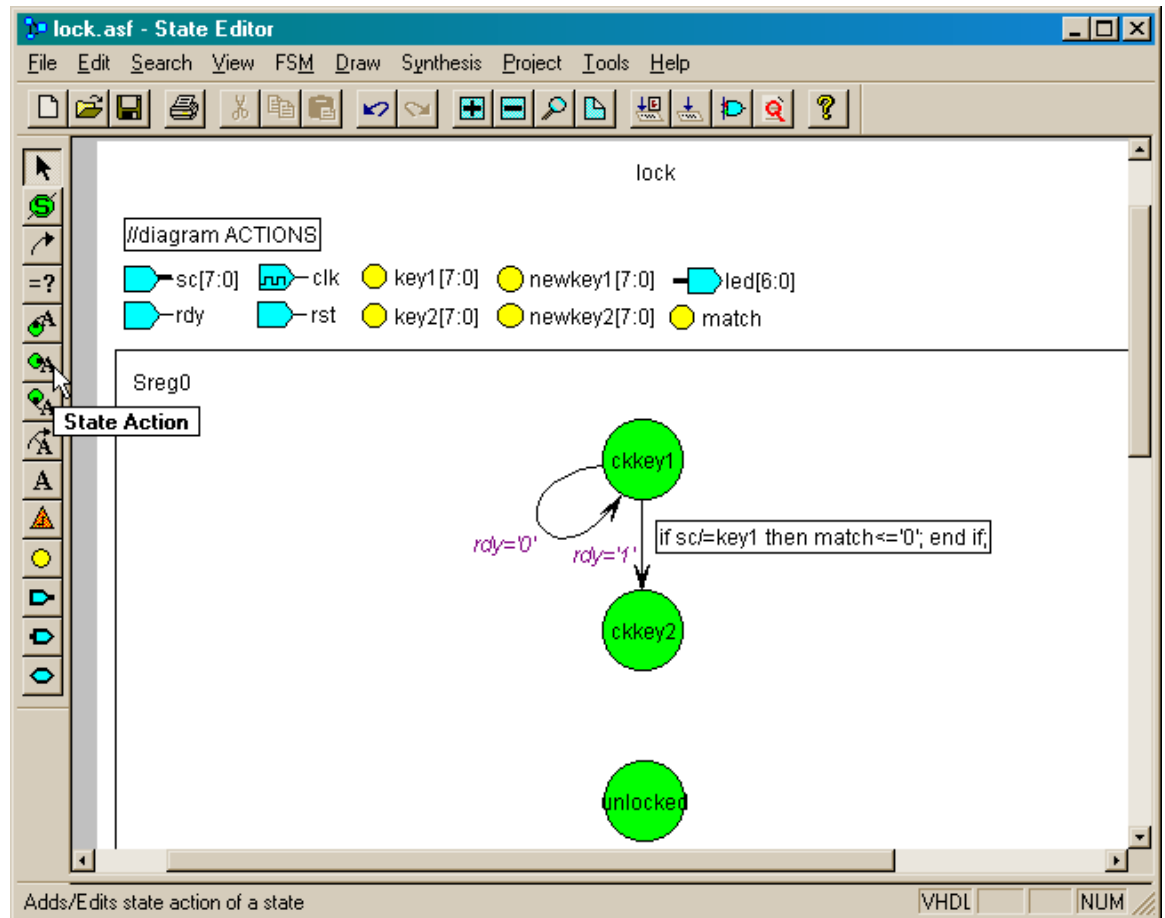 lock.asf - State Editor
File Edit Search View FSM Draw Synthesis Project Tools Help
lock
//diagram ACTIONS
sc[7:0] clk key1[7:0] newkey1[7:0] led[6:0]
rdy rst key2[7:0] newkey2[7:0] match
Sreg0
=?
A
State Action
ckkey1
rdy='0'
rdy='1'
if sc/=key1 then match<='0'; end if;
ckkey2
unlocked
Adds/Edits state action of a state VHDL NUM